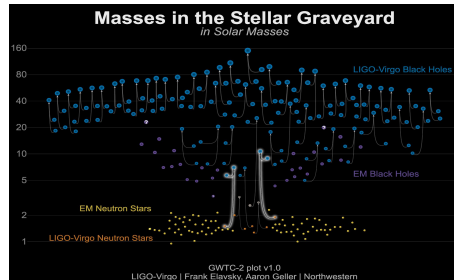 Masses in the Stellar Graveyard
in Solar Masses
160
LIGO-Virgo Black Holes
80
40
20
EM Black Holes
10
5
EM Neutron Stars
2
LIGO-Virgo Neutron Stars
1
GWTC-2 plot v1.0
LIGO-Virgo | Frank Elavsky, Aaron Geller | Northwestern